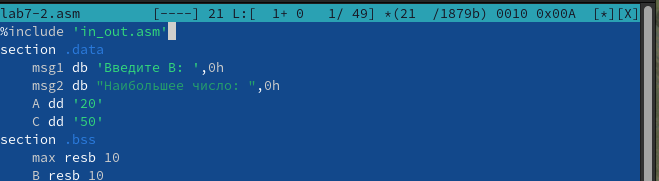 lab7-2.asm [----] 21 L:[ 1+ 0 1/ 49] *(21 /1879b) 0010 0x00A [*][X]
%include 'in_out.asm'
section .data
msg1 db 'Введите B: ',0h
msg2 db "Наибольшее число: ",0h
A dd '20'
C dd '50'
section .bss
max resb 10
B resb 10